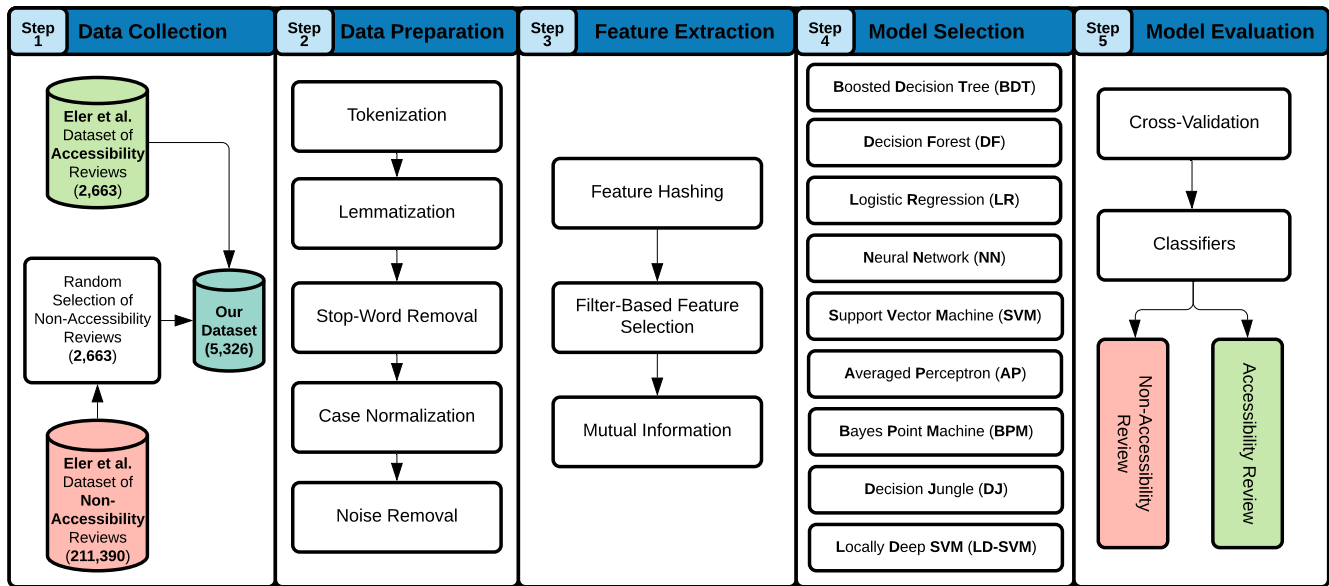 Step
1
Data Collection
Eler et al.
Dataset of
Accessibility
Reviews
(2,663)
Random
Selection of
Non-Accessibility
Reviews
(2,663)
Our
Dataset
(5,326)
Eler et al.
Dataset of
Non-
Accessibility
Reviews
(211,390)
Step
2
Data Preparation
Tokenization
Lemmatization
Stop-Word Removal
Case Normalization
Noise Removal
Step
3
Feature Extraction
Feature Hashing
Filter-Based Feature
Selection
Mutual Information
Step
4
Model Selection
Boosted Decision Tree (BDT)
Decision Forest (DF)
Logistic Regression (LR)
Neural Network (NN)
Support Vector Machine (SVM)
Averaged Perceptron (AP)
Bayes Point Machine (BPM)
Decision Jungle (DJ)
Locally Deep SVM (LD-SVM)
Step
5
Model Evaluation
Cross-Validation
Classifiers
Non-Accessibility
Review
Accessibility Review